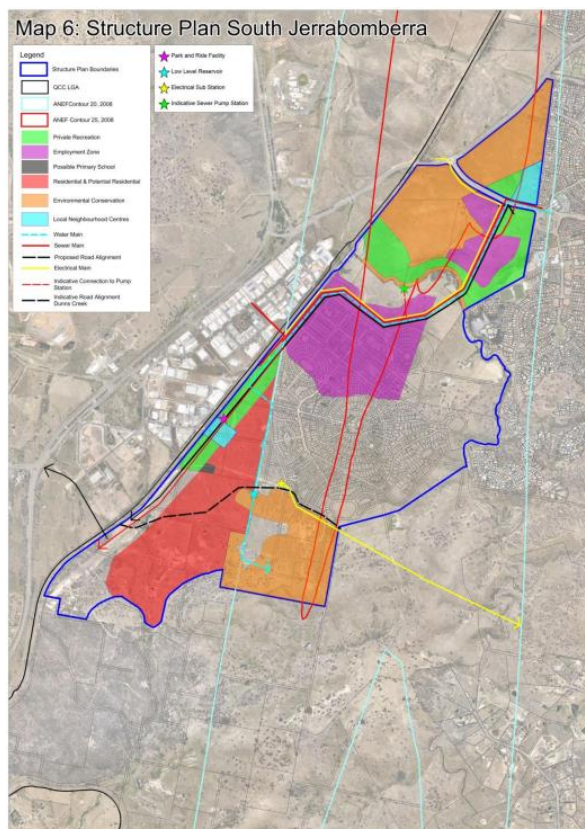 Map 6: Structure Plan South Jerrabomberra
Legend
Structure Plan Boundaries
QCC LGA
ANEFContour 20, 2008
ANEF Contour 25, 2008
Private Recreation
Employment Zone
Possible Primary School
Residential & Potential Residential
Environmental Conservation
Local Neighbourhood Centres
Water Main
Sewer Main
Proposed Road Alignment
Electrical Main
Indicative Connection to Pump
Station
Indicative Road Alignment
Dunns Creek
Park and Ride Facility
Low Level Reservoir
Electrical Sub Station
Indicative Sewer Pump Station